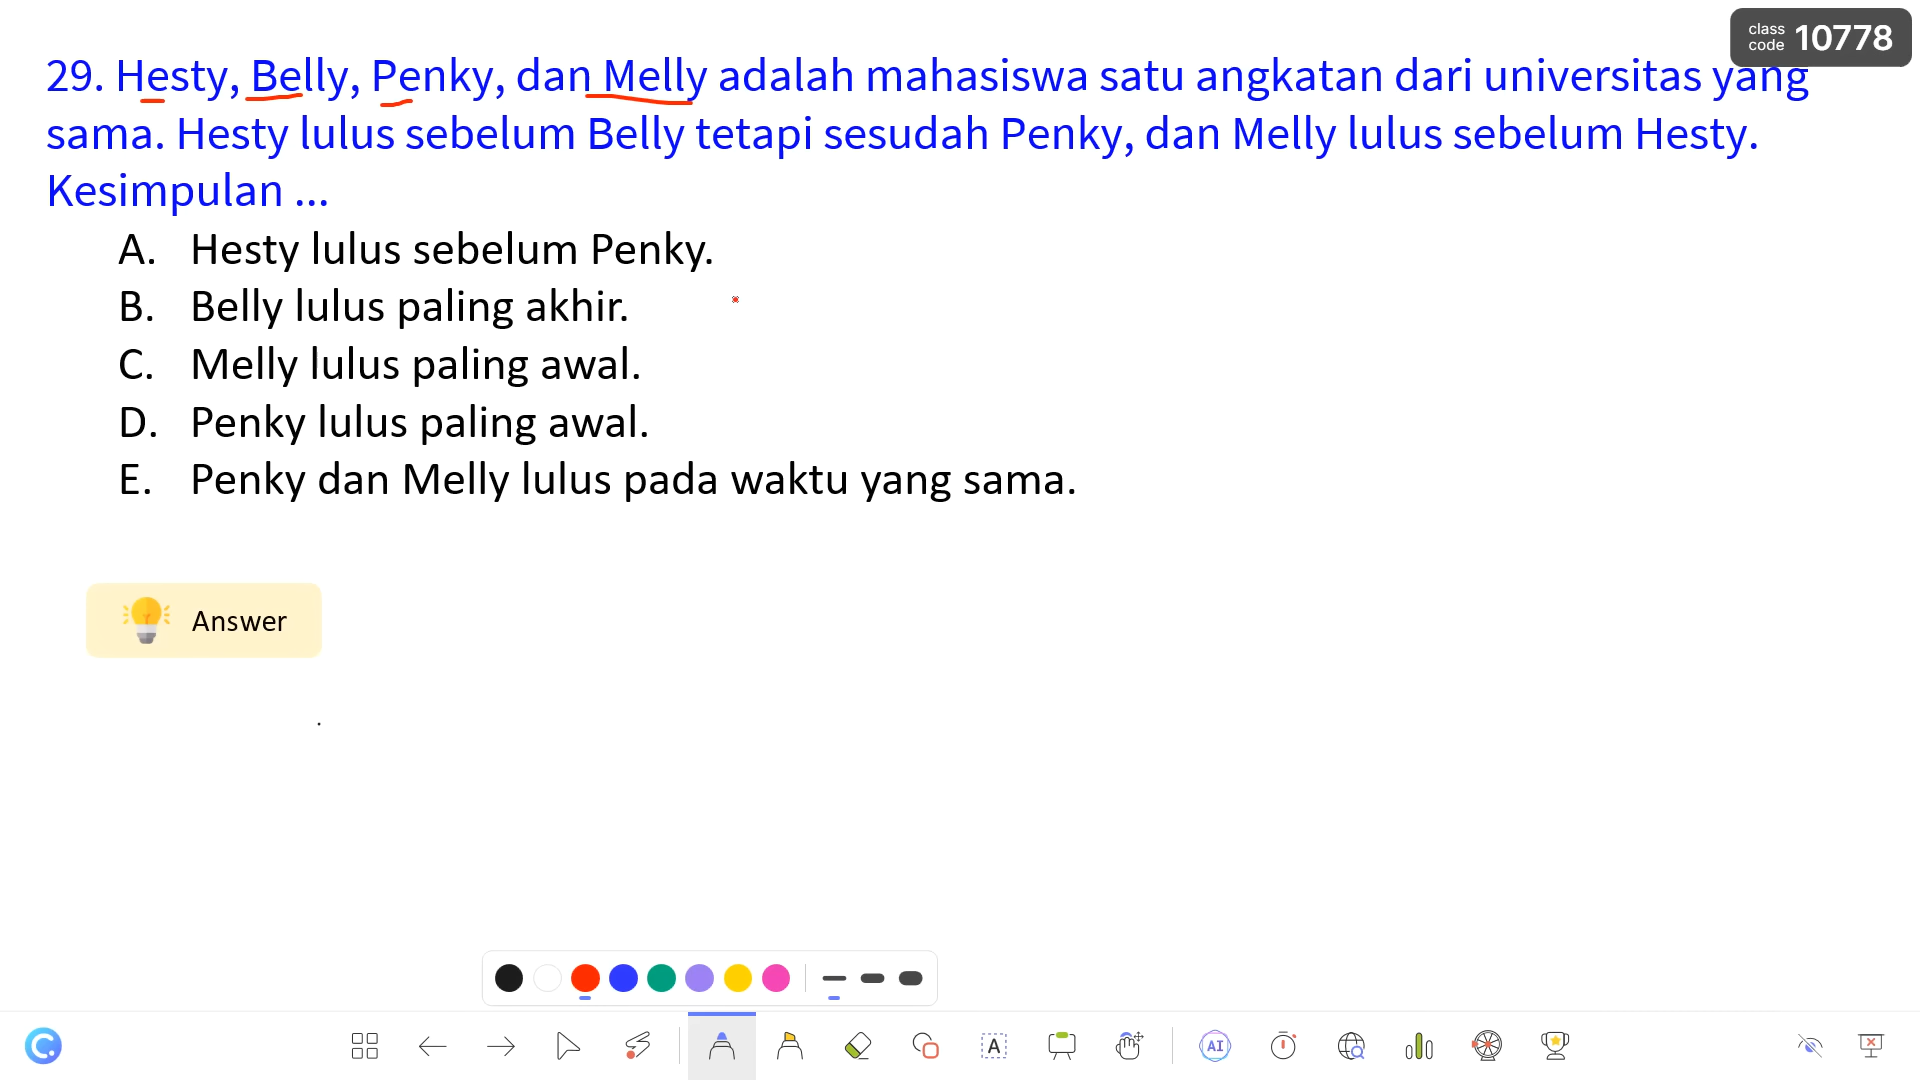 class
code 10778
29. Hesty, Belly, Penky, dan Melly adalah mahasiswa satu angkatan dari universitas yang
sama. Hesty lulus sebelum Belly tetapi sesudah Penky, dan Melly lulus sebelum Hesty.
Kesimpulan ...
A. Hesty lulus sebelum Penky.
B. Belly lulus paling akhir.
C. Melly lulus paling awal.
D. Penky lulus paling awal.
E. Penky dan Melly lulus pada waktu yang sama.
Answer
A
AI